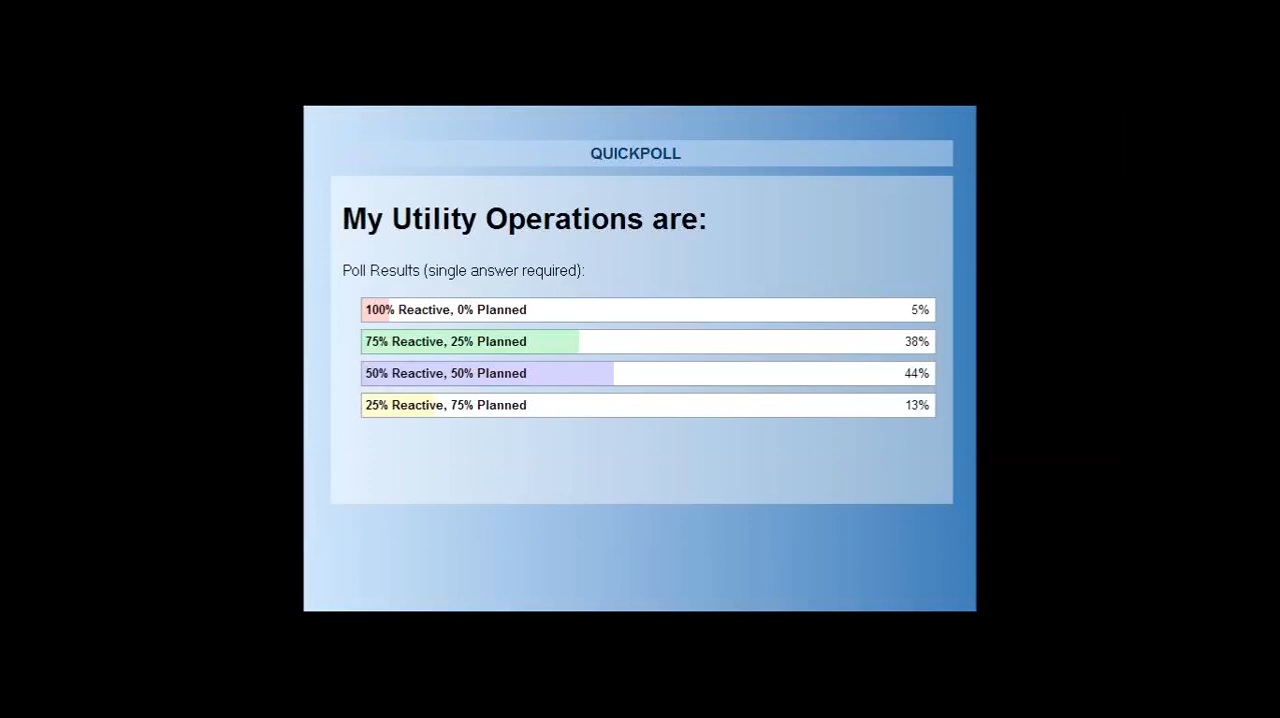 QUICKPOLL
My Utility Operations are:
Poll Results (single answer required):
100% Reactive, 0% Planned 5%
75% Reactive, 25% Planned 38%
50% Reactive, 50% Planned 44%
25% Reactive, 75% Planned 13%